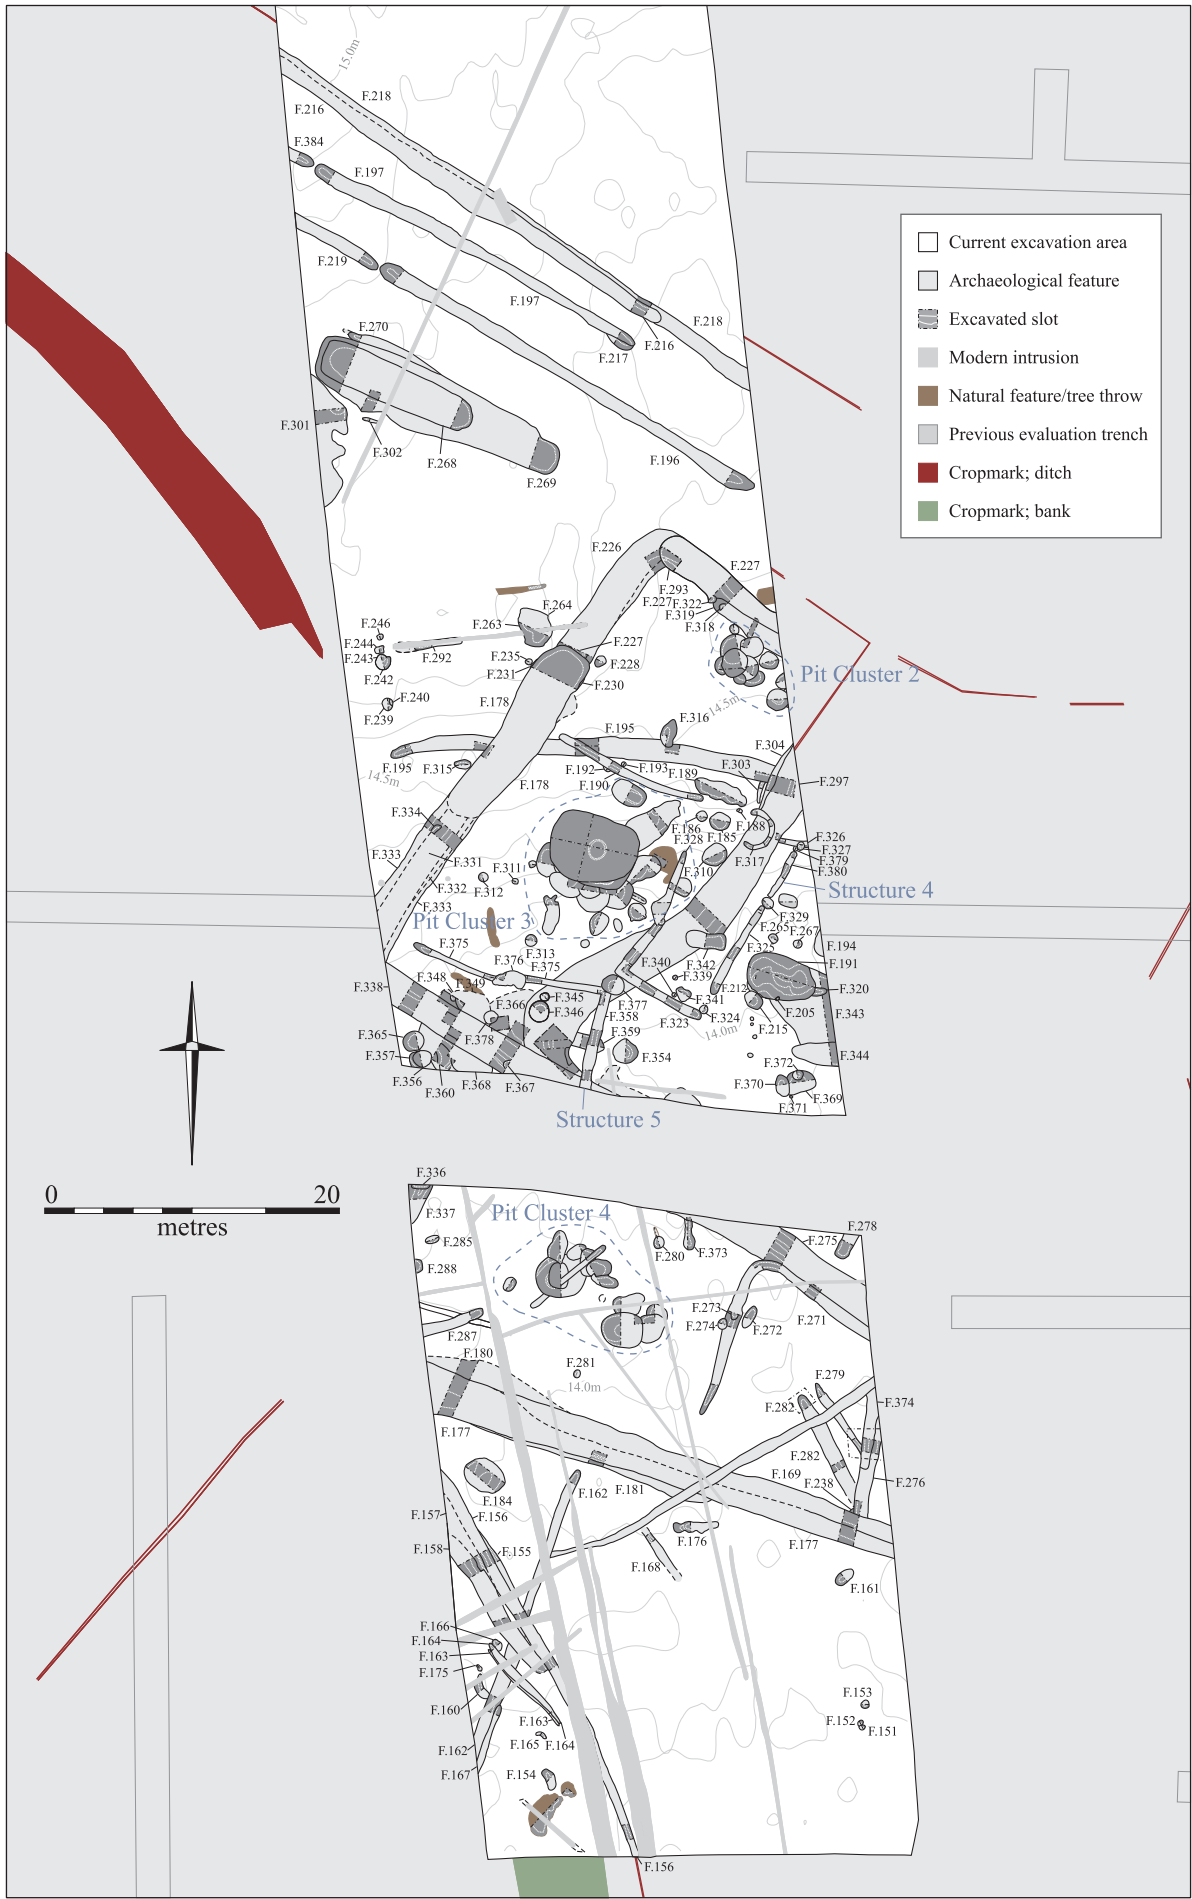 15.0m
F.218
F.216
F.384
F.197
F.219
F.197
F.218
F.217
F.216
F.270
F.301
F.302
F.268
F.269
F.196
Current excavation area
Archaeological feature
Excavated slot
Modern intrusion
Natural feature/tree throw
Previous evaluation trench
Cropmark; ditch
Cropmark; bank
F.226
F.227
F.293
F.227
F.322
F.319
F.318
F.264
F.263
F.246
F.244
F.243
F.242
F.292
F.235
F.231
F.227
F.228
F.230
Pit Cluster 2
F.240
F.239
F.178
14.5m
F.316
F.195
F.304
F.195
F.315
F.192
F.193
F.190
F.189
F.303
F.297
14.5m
F.178
F.334
F.186
F.328
F.185
F.188
F.326
F.327
F.379
F.380
F.317
F.333
F.331
F.332
F.311
F.312
F.310
F.333
Structure 4
Pit Cluster 3
F.329
F.265
F.267
F.325
F.194
F.375
F.313
F.376
F.375
F.342
F.340
F.339
F.191
F.338
F.348
F.349
F.366
F.345
F.346
F.377
F.341
F.212
F.320
F.205
F.343
F.358
F.323
F.324
F.215
14.0m
F.365
F.378
F.359
F.354
F.344
F.357
F.356
F.360
F.368
F.367
F.372
F.370
F.369
F.371
Structure 5
0
20
metres
F.336
F.337
Pit Cluster 4
F.285
F.288
F.280
F.373
F.275
F.278
F.287
F.273
F.274
F.272
F.271
F.180
F.281
14.0m
F.279
F.282
F.374
F.177
F.282
F.169
F.238
F.276
F.184
F.162
F.181
F.157
F.156
F.158
F.155
F.176
F.177
F.168
F.161
F.166
F.164
F.163
F.175
F.160
F.163
F.165
F.164
F.153
F.152
F.151
F.162
F.167
F.154
F.156